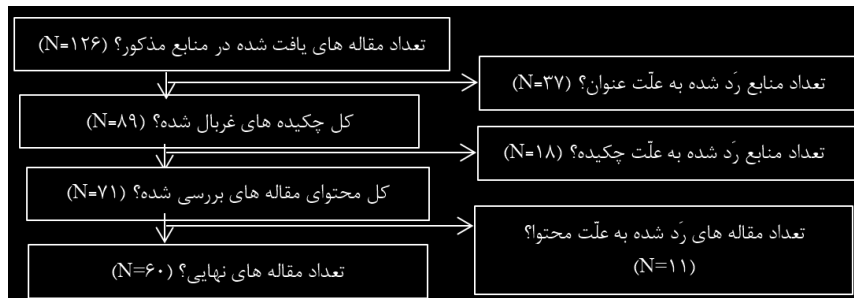 تعداد مقاله های یافت شده در منابع مذکور؟ (N=۱۲۶)
تعداد منابع رَد شده به علّت عنوان؟ (N=۳۷)
کل چکیده های غربال شده؟ (N=۸۹)
تعداد منابع رَد شده به علّت چکیده؟ (N=۱۸)
کل محتوای مقاله های بررسی شده؟ (N=۷۱)
تعداد مقاله های رَد شده به علّت محتوا؟
(N=۱۱)
تعداد مقاله های نهایی؟ (N=۶۰)